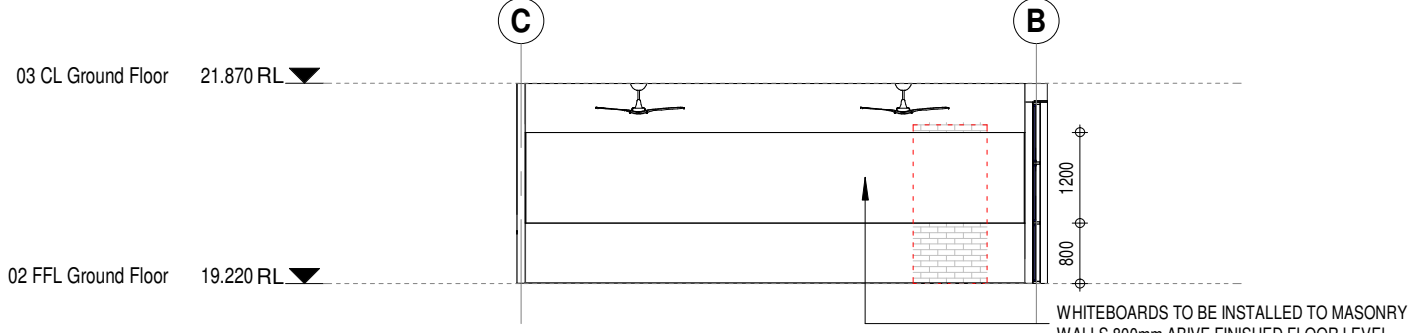 C
B
03 CL Ground Floor 21.870 RL
1200
800
02 FFL Ground Floor 19.220 RL
WHITEBOARDS TO BE INSTALLED TO MASONRY
WALLS 800mm ABIVE FINISHED FLOOR LEVEL